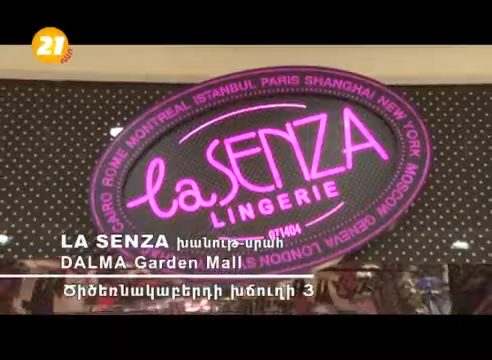 21
ԴԱՐ
CAIRO ROME MONTREAL ISTANBUL PARIS SHANGHAI NEW YORK MOSCOW GENEVA LONDON
la SENZA
LINGERIE
LA SENZA խանութ-սրահ
DALMA Garden Mall
Ծիծեռնակաբերդի խճուղի 3